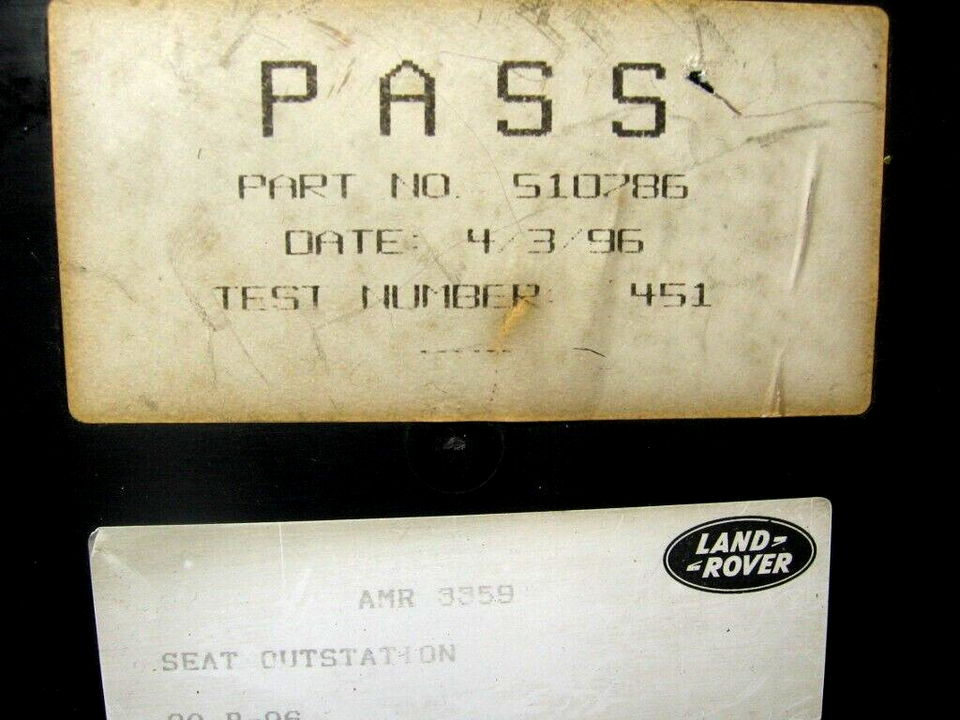 PASS
PART NO. 510786
DATE: 4/3/96
TEST NUMBER: 451
------
LAND-
-ROVER
AMR 3359
SEAT OUTSTATION